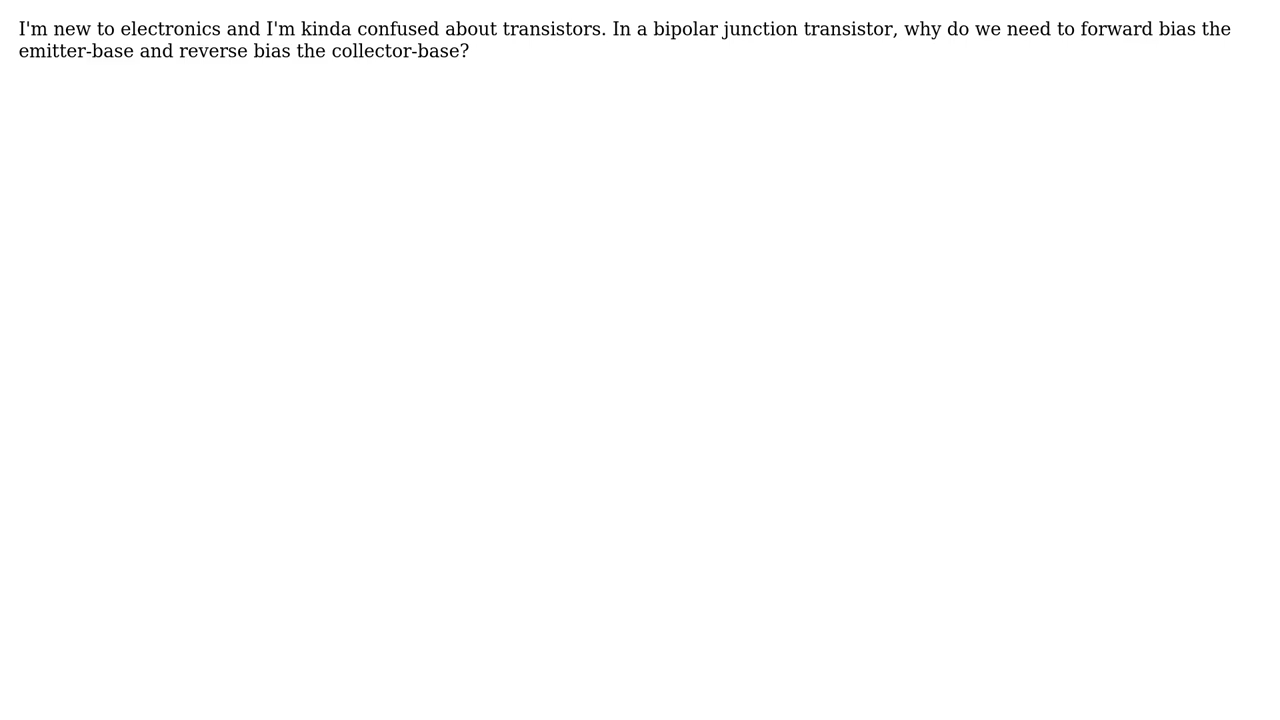 I'm new to electronics and I'm kinda confused about transistors. In a bipolar junction transistor, why do we need to forward bias the
emitter-base and reverse bias the collector-base?